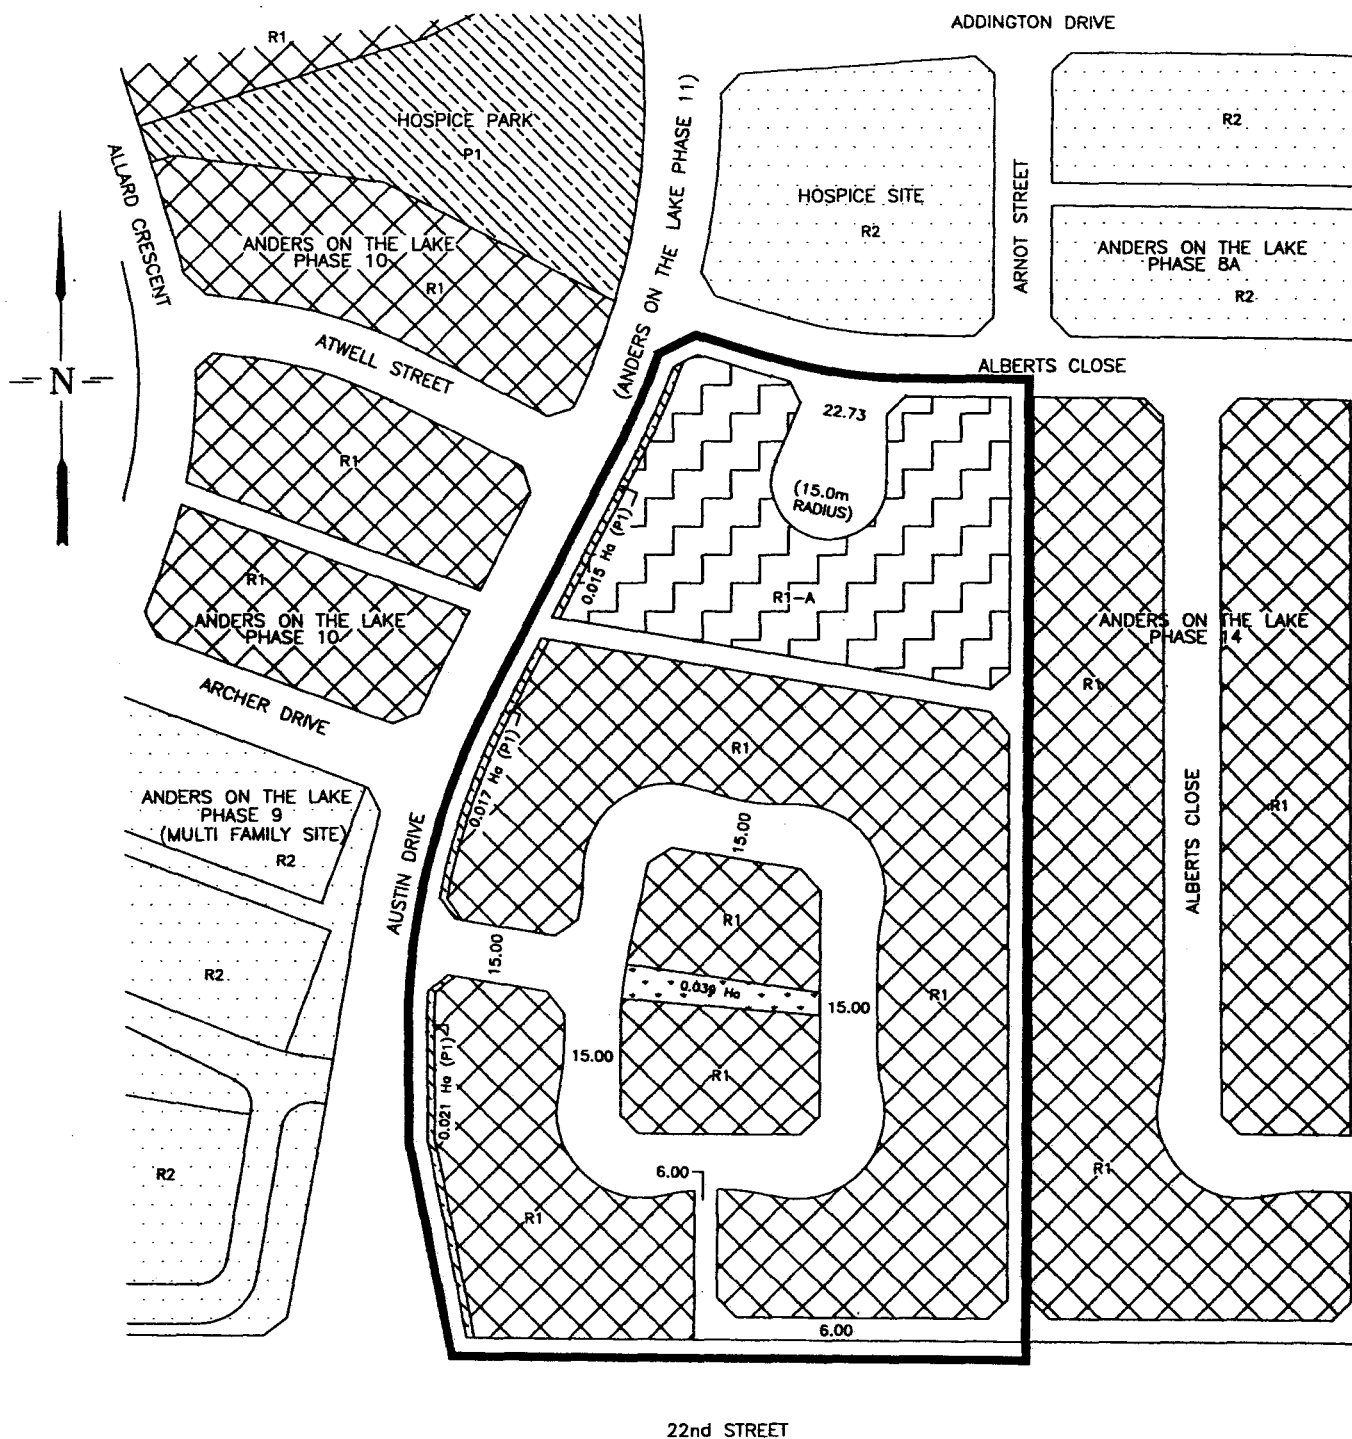 ADDINGTON DRIVE
R1
HOSPICE PARK
P1
ALLARD CRESCENT
ANDERS ON THE LAKE
PHASE 10
R1
(ANDERS ON THE LAKE PHASE 11)
HOSPICE SITE
R2
ARNOT STREET
R2
ANDERS ON THE LAKE
PHASE 8A
R2
N
ATWELL STREET
ALBERTS CLOSE
22.73
(15.0m
RADIUS)
R1
0.015 Ha (P1)
R1-A
R1
ANDERS ON THE LAKE
PHASE 10
ANDERS ON THE LAKE
PHASE 14
R1
ARCHER DRIVE
0.017 Ha (P1)
R1
ANDERS ON THE LAKE
PHASE 9
(MULTI FAMILY SITE)
R2
AUSTIN DRIVE
15.00
R1
ALBERTS CLOSE
R1
15.00
R2
0.039 Ha
R1
15.00
15.00
R1
0.021 Ha (P1)
R2
6.00
R1
R1
6.00
22nd STREET